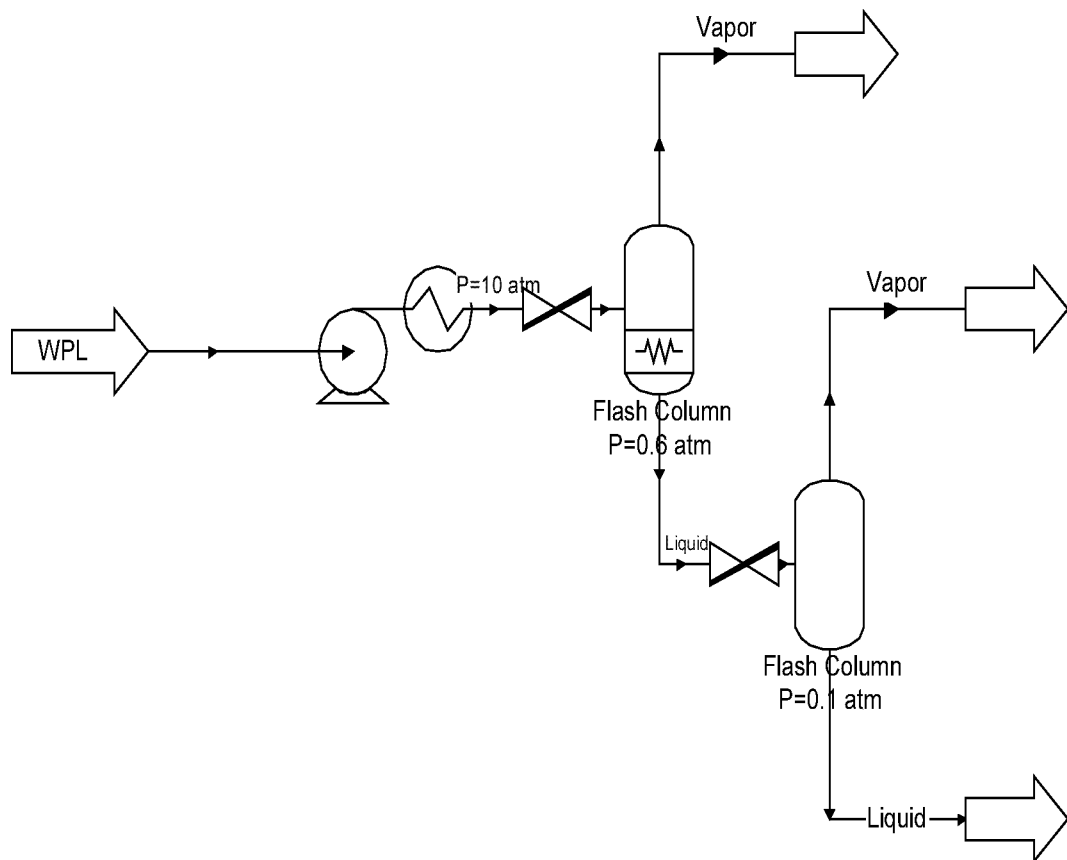 Vapor
P=10 atm
Vapor
WPL
Flash Column
P=0.6 atm
Liquid
Flash Column
P=0.1 atm
Liquid